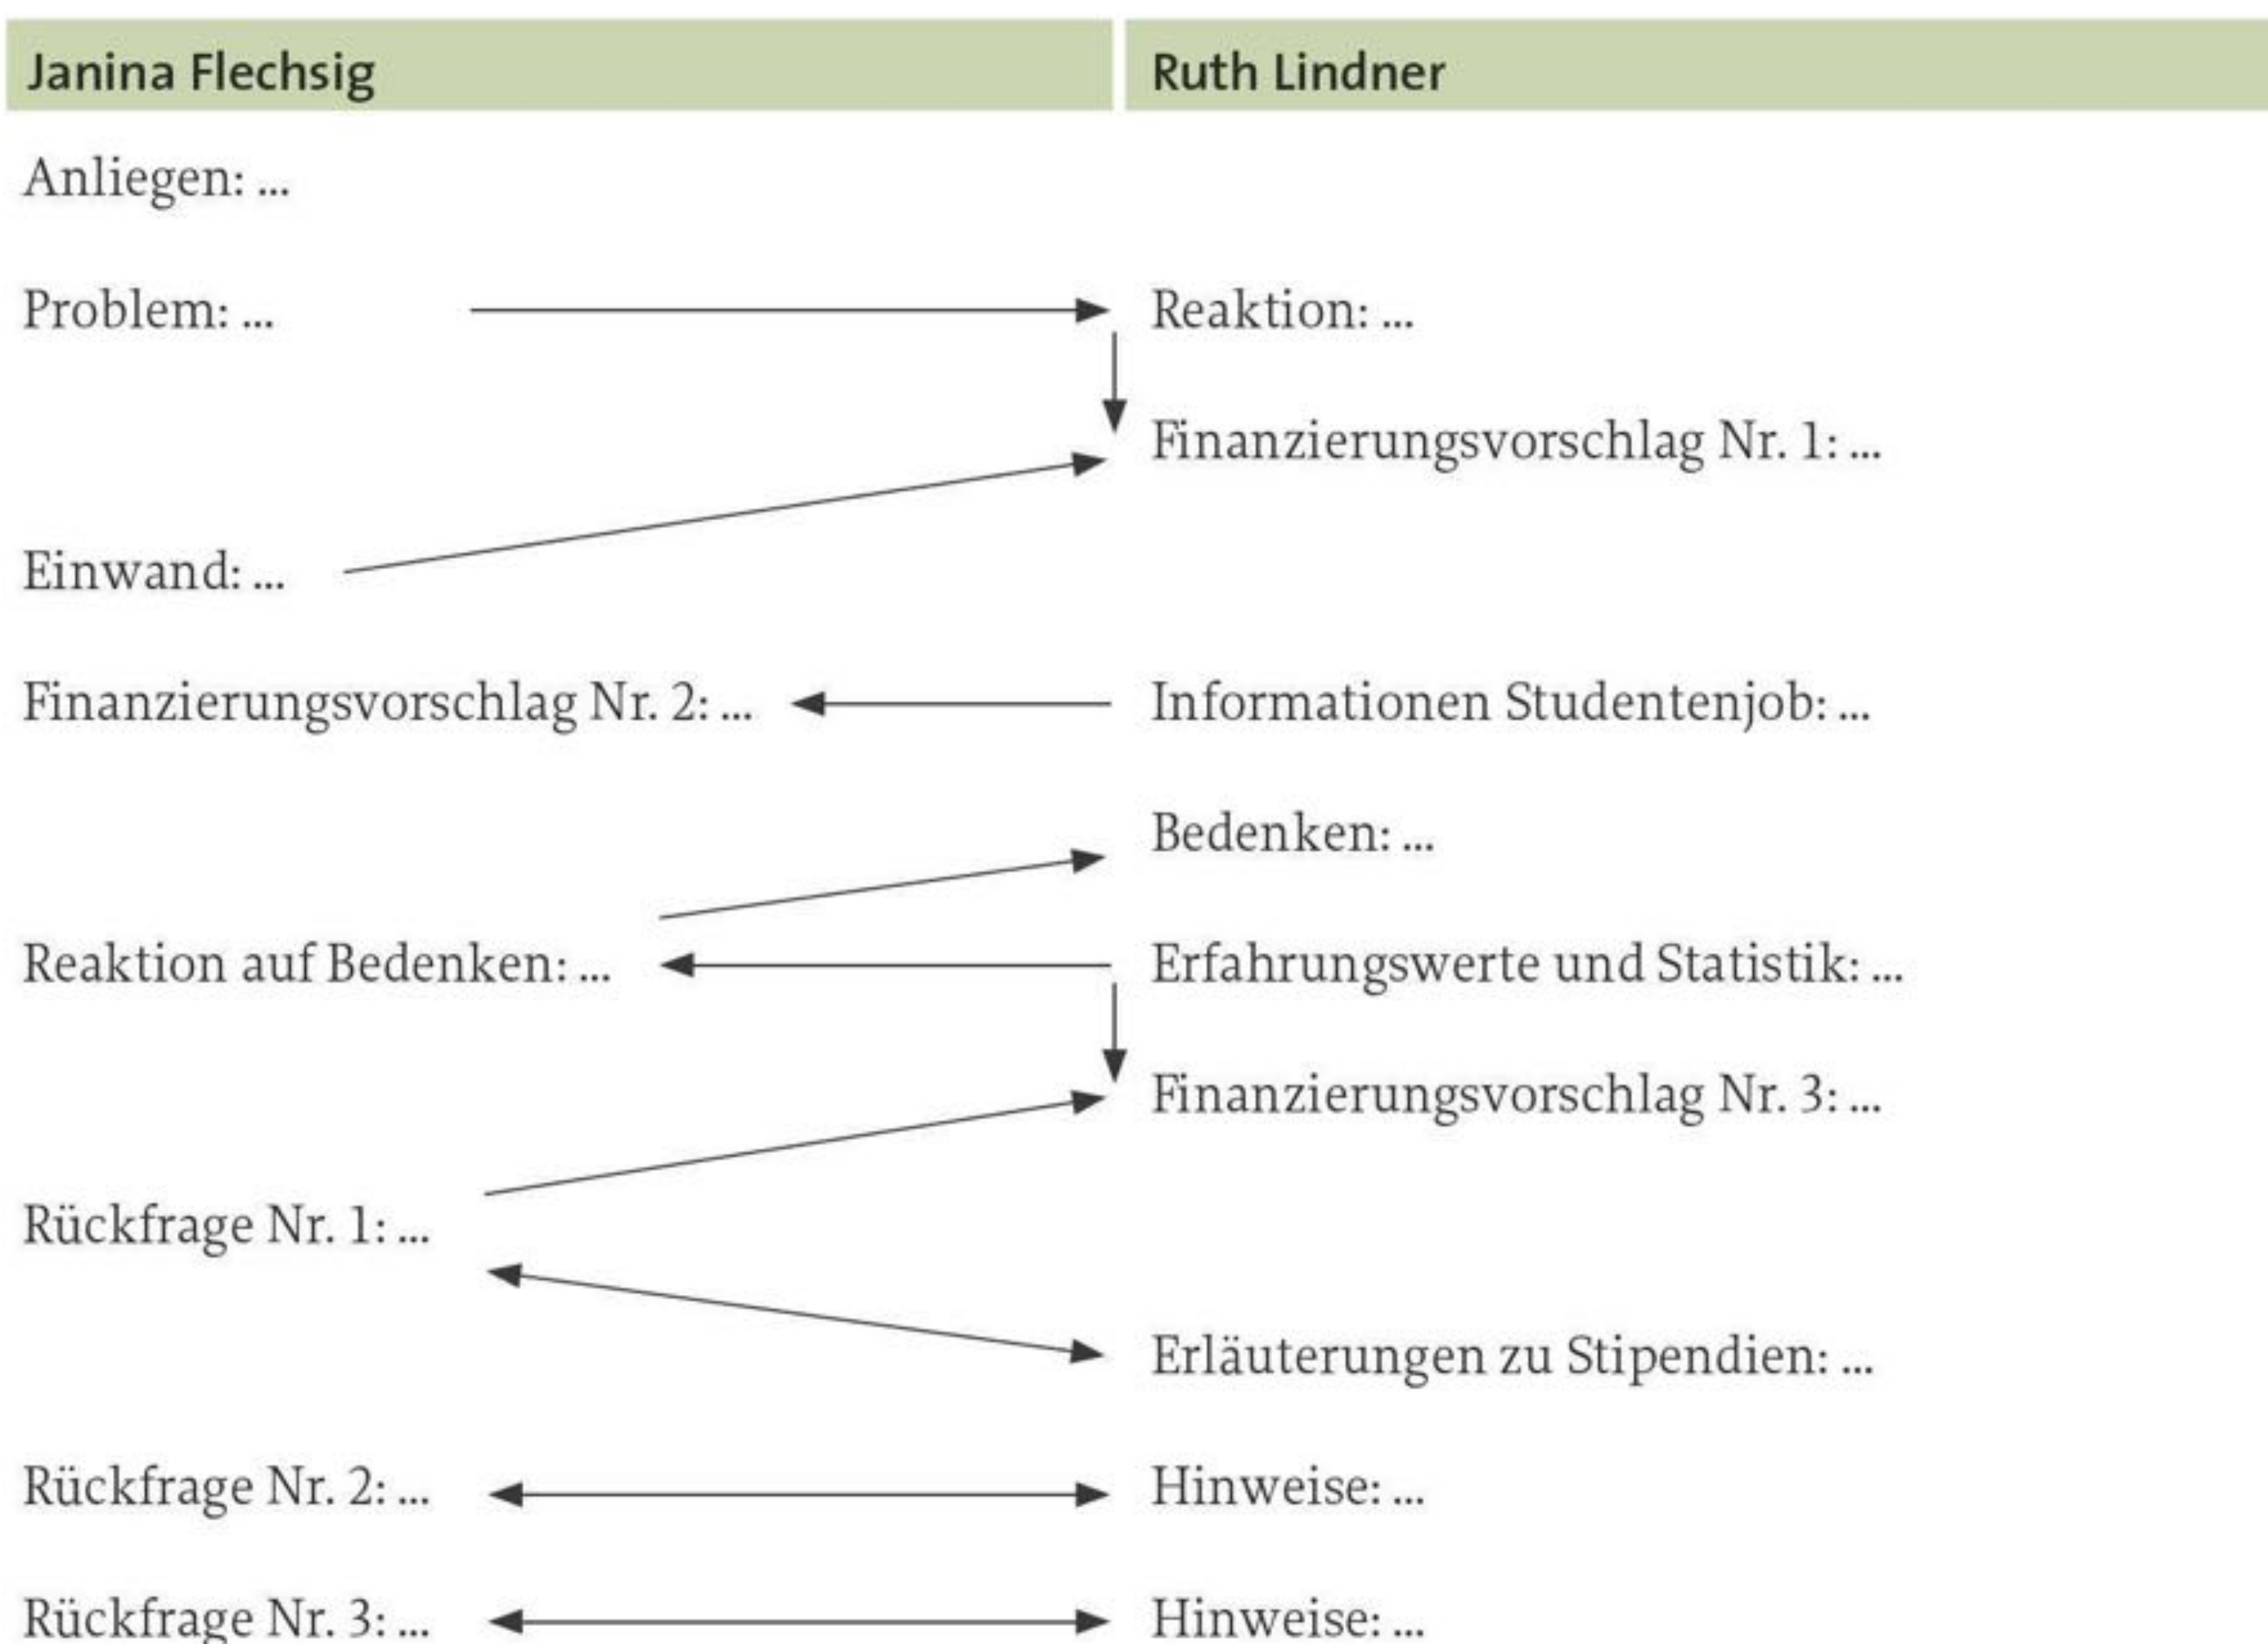 Janina Flechsig
Ruth Lindner
Anliegen: ...
Problem: ...
Reaktion: ...
Finanzierungsvorschlag Nr. 1: ...
Einwand: ...
Finanzierungsvorschlag Nr. 2: ...
Informationen Studentenjob: ...
Bedenken: ...
Reaktion auf Bedenken: ...
Erfahrungswerte und Statistik: ...
Finanzierungsvorschlag Nr. 3: ...
Rückfrage Nr. 1: ...
Erläuterungen zu Stipendien: ...
Rückfrage Nr. 2: ...
Hinweise: ...
Rückfrage Nr. 3: ...
Hinweise: ...